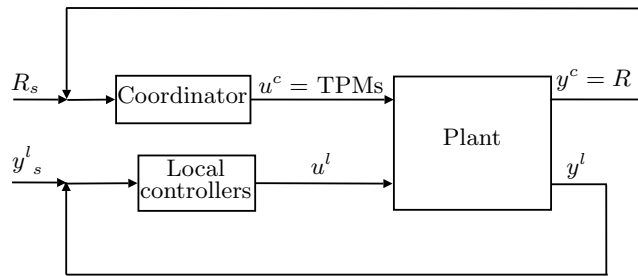 R_s
Coordinator
u^c = TPMs
y^c = R
Plant
y^l_s
Local
controllers
u^l
y^l